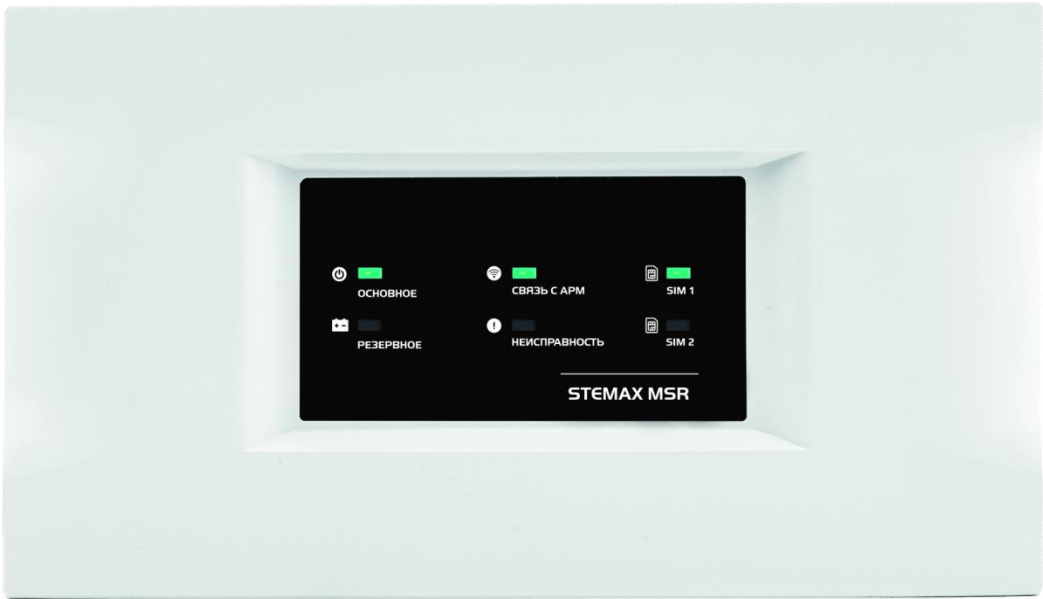 ОСНОВНОЕ
СВЯЗЬ С АРМ
SIM 1
РЕЗЕРВНОЕ
НЕИСПРАВНОСТЬ
SIM 2
STEMAX MSR